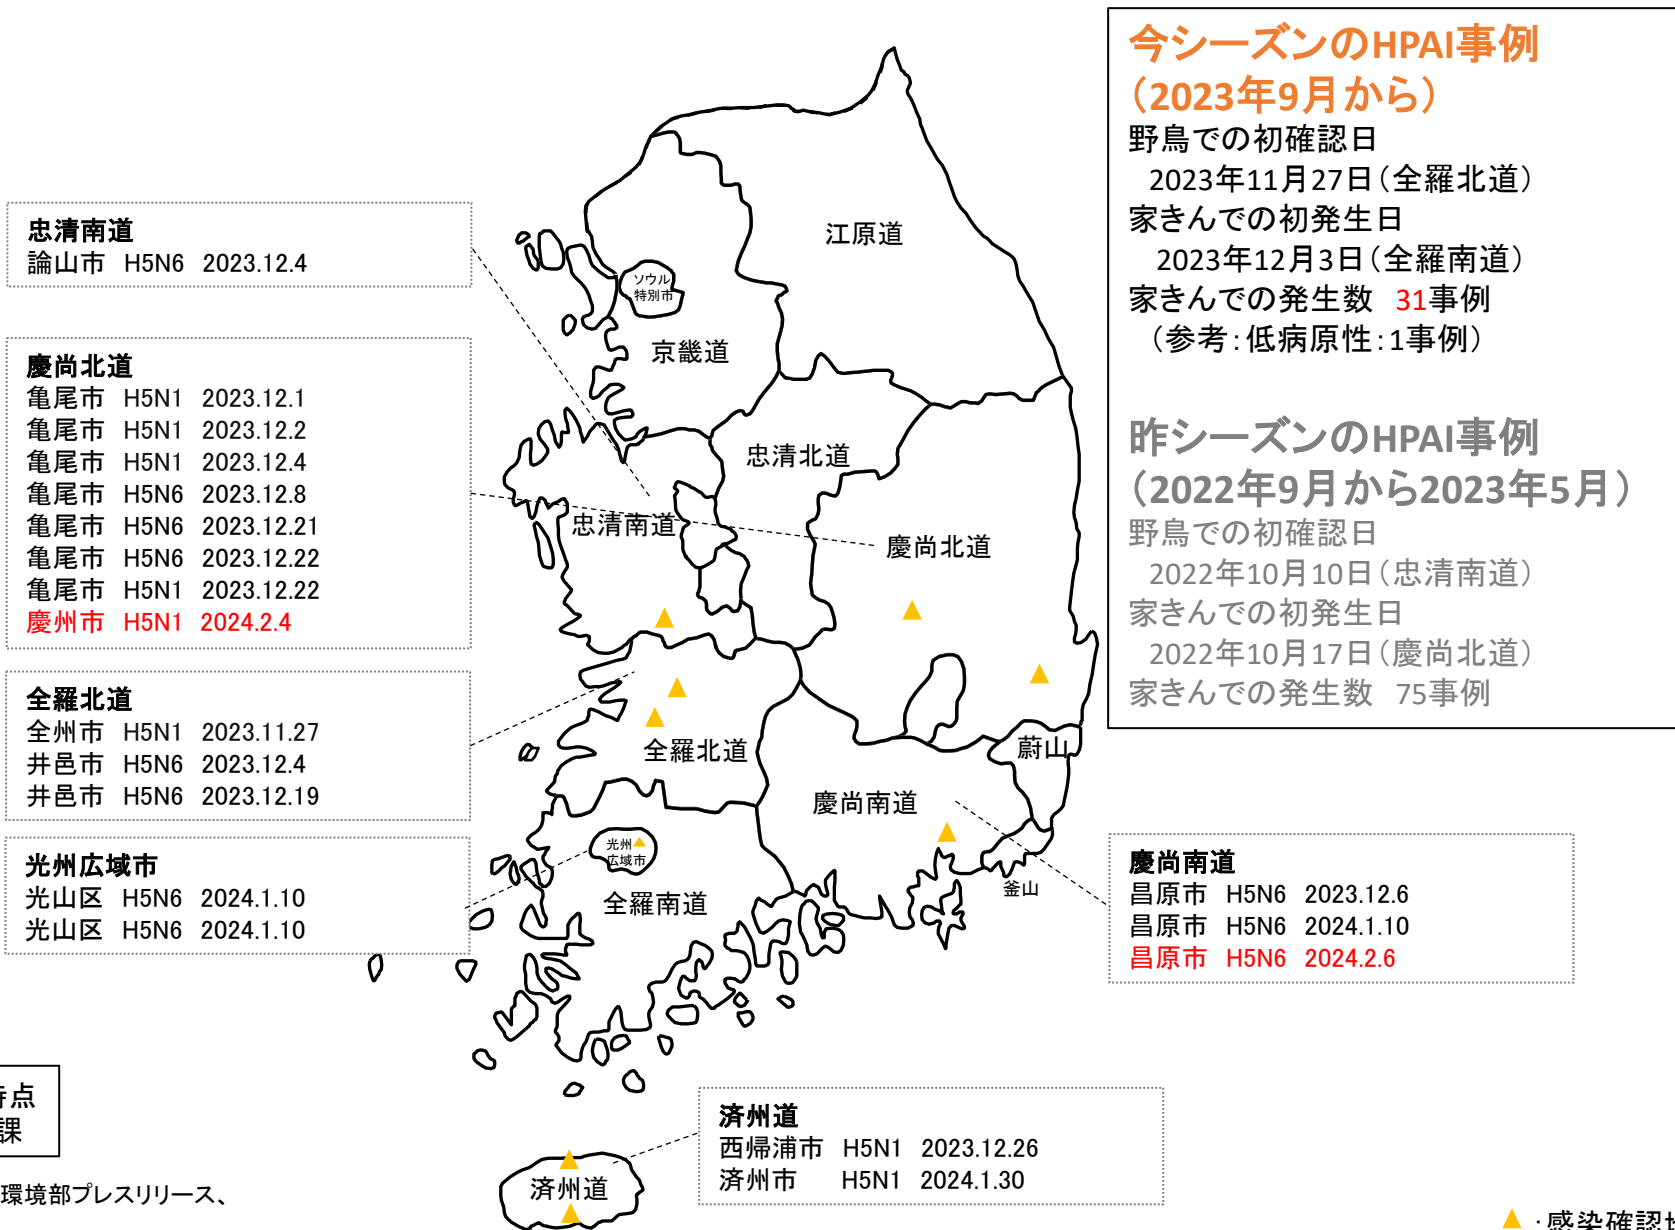 今シーズンのHPAI事例
（2023年9月から）
野鳥での初確認日
2023年11月27日（全羅北道）
家きんでの初発生日
2023年12月3日（全羅南道）
家きんでの発生数 31事例
（参考：低病原性：1事例）
昨シーズンのHPAI事例
（2022年9月から2023年5月）
野鳥での初確認日
2022年10月10日（忠清南道）
家きんでの初発生日
2022年10月17日（慶尚北道）
家きんでの発生数 75事例
忠清南道
論山市 H5N6 2023.12.4
慶尚北道
亀尾市 H5N1 2023.12.1
亀尾市 H5N1 2023.12.2
亀尾市 H5N1 2023.12.4
亀尾市 H5N6 2023.12.8
亀尾市 H5N6 2023.12.21
亀尾市 H5N6 2023.12.22
亀尾市 H5N1 2023.12.22
慶州市 H5N1 2024.2.4
全羅北道
全州市 H5N1 2023.11.27
井邑市 H5N6 2023.12.4
井邑市 H5N6 2023.12.19
光州広域市
光山区 H5N6 2024.1.10
光山区 H5N6 2024.1.10
江原道
ソウル
特別市
京畿道
忠清北道
忠清南道
慶尚北道
全羅北道
蔚山
慶尚南道
光州
広域市
釜山
全羅南道
慶尚南道
昌原市 H5N6 2023.12.6
昌原市 H5N6 2024.1.10
昌原市 H5N6 2024.2.6
済州道
西帰浦市 H5N1 2023.12.26
済州市 H5N1 2024.1.30
済州道
時点
課
環境部プレスリリース、
：感染確認地